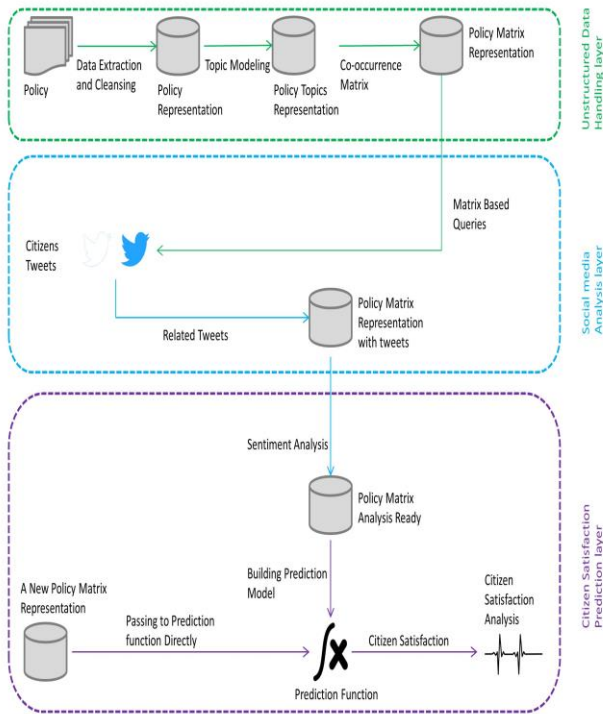 Policy
Data Extraction
and Cleansing
Policy
Representation
Topic Modeling
Policy Topics
Representation
Co-occurrence
Matrix
Policy Matrix
Representation
Unstructured Data
Handling layer
Matrix Based
Queries
Citizens
Tweets
Related Tweets
Policy Matrix
Representation
with tweets
Social media
Analysis layer
Sentiment Analysis
Policy Matrix
Analysis Ready
Building Prediction
Model
A New Policy Matrix
Representation
Passing to Prediction
function Directly
∫x
Prediction Function
Citizen Satisfaction
Citizen
Satisfaction
Analysis
Citizen Satisfaction
Prediction layer